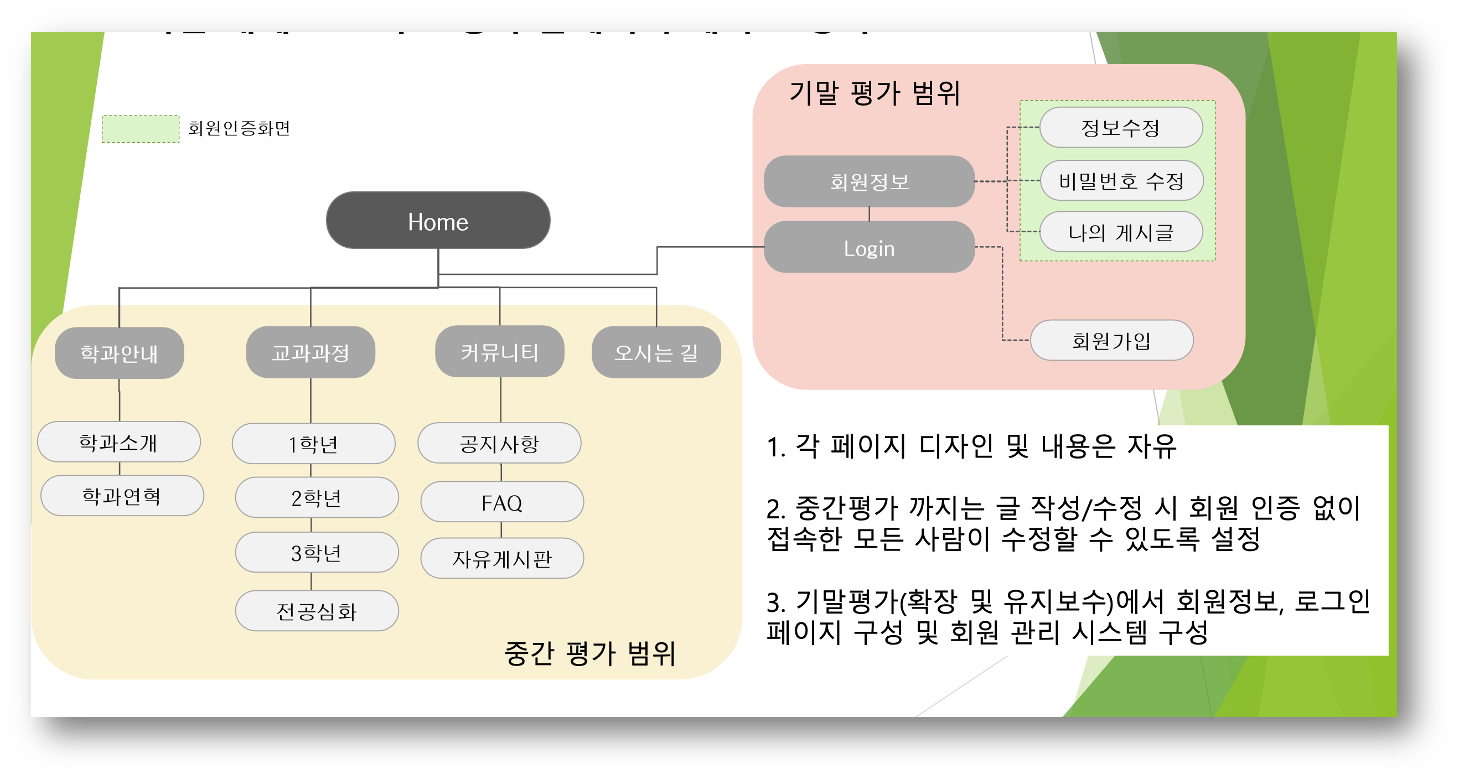 기말 평가 범위
회원인증화면
정보수정
회원정보
비밀번호 수정
나의 게시글
Home
Login
회원가입
학과안내
교과과정
커뮤니티
오시는 길
학과소개
1학년
공지사항
학과연혁
2학년
FAQ
3학년
자유게시판
전공심화
중간 평가 범위
1. 각 페이지 디자인 및 내용은 자유
2. 중간평가 까지는 글 작성/수정 시 회원 인증 없이
접속한 모든 사람이 수정할 수 있도록 설정
3. 기말평가(확장 및 유지보수)에서 회원정보, 로그인
페이지 구성 및 회원 관리 시스템 구성